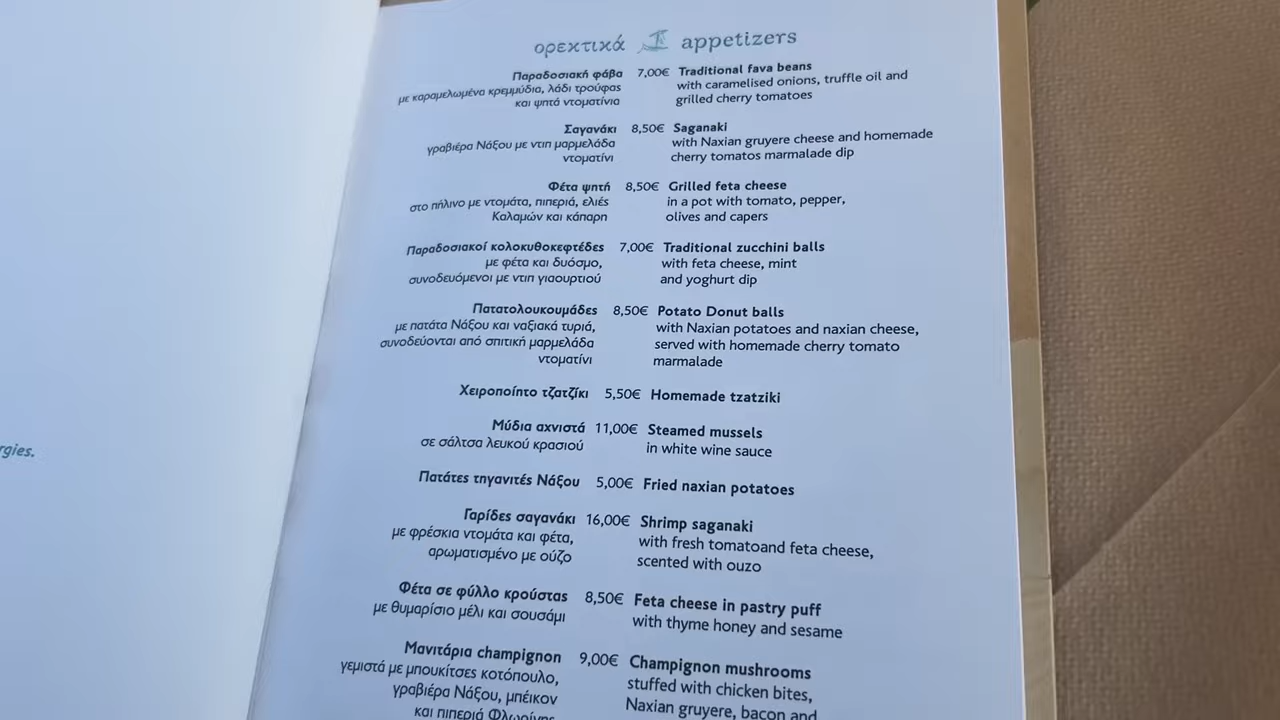 ορεκτικά appetizers
Παραδοσιακή φάβα 7,00€ Traditional fava beans
με καραμελωμένα κρεμμύδια, λάδι τρούφας with caramelised onions, truffle oil and
και ψητά ντοματίνια grilled cherry tomatoes
Σαγανάκι 8,50€ Saganaki
γραβιέρα Νάξου με ντιπ μαρμελάδα with Naxian gruyere cheese and homemade
ντοματίνι cherry tomatos marmalade dip
Φέτα ψητή 8,50€ Grilled feta cheese
στο πήλινο με ντομάτα, πιπεριά, ελιές in a pot with tomato, pepper,
Καλαμών και κάπαρη olives and capers
Παραδοσιακοί κολοκυθοκεφτέδες 7,00€ Traditional zucchini balls
με φέτα και δυόσμο, with feta cheese, mint
συνοδευόμενοι με ντιπ γιαουρτιού and yoghurt dip
Πατατολουκουμάδες 8,50€ Potato Donut balls
με πατάτα Νάξου και ναξιακά τυριά, with Naxian potatoes and naxian cheese,
συνοδεύονται από σπιτική μαρμελάδα served with homemade cherry tomato
ντοματίνι marmalade
Χειροποίητο τζατζίκι 5,50€ Homemade tzatziki
Μύδια αχνιστά 11,00€ Steamed mussels
σε σάλτσα λευκού κρασιού in white wine sauce
rgies.
Πατάτες τηγανιτές Νάξου 5,00€ Fried naxian potatoes
Γαρίδες σαγανάκι 16,00€ Shrimp saganaki
με φρέσκια ντομάτα και φέτα, with fresh tomatoand feta cheese,
αρωματισμένο με ούζο scented with ouzo
Φέτα σε φύλλο κρούστας 8,50€ Feta cheese in pastry puff
με θυμαρίσιο μέλι και σουσάμι with thyme honey and sesame
Μανιτάρια champignon 9,00€ Champignon mushrooms
γεμιστά με μπουκίτσες κοτόπουλο, stuffed with chicken bites,
γραβιέρα Νάξου, μπέικον Naxian gruyere, bacon and
και πιπεριά Φλωρίνης